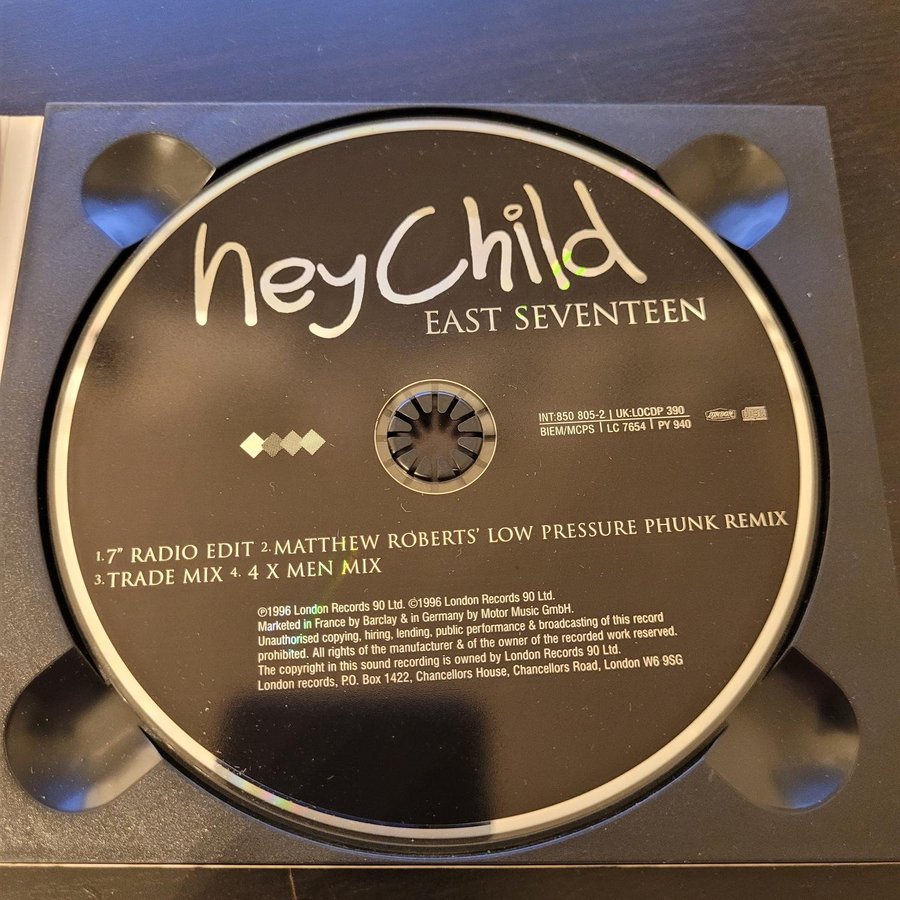 hey Child
EAST SEVENTEEN
INT:850 805-2 | UK:LOCDP 390
BIEM/MCPS | LC 7654 | PY 940
1. 7" RADIO EDIT 2. MATTHEW ROBERTS' LOW PRESSURE PHUNK REMIX
3. TRADE MIX 4. 4 X MEN MIX
℗1996 London Records 90 Ltd. ©1996 London Records 90 Ltd.
Marketed in France by Barclay & in Germany by Motor Music GmbH.
Unauthorised copying, hiring, lending, public performance & broadcasting of this record
prohibited. All rights of the manufacturer & of the owner of the recorded work reserved.
The copyright in this sound recording is owned by London Records 90 Ltd.
London records, P.O. Box 1422, Chancellors House, Chancellors Road, London W6 9SG